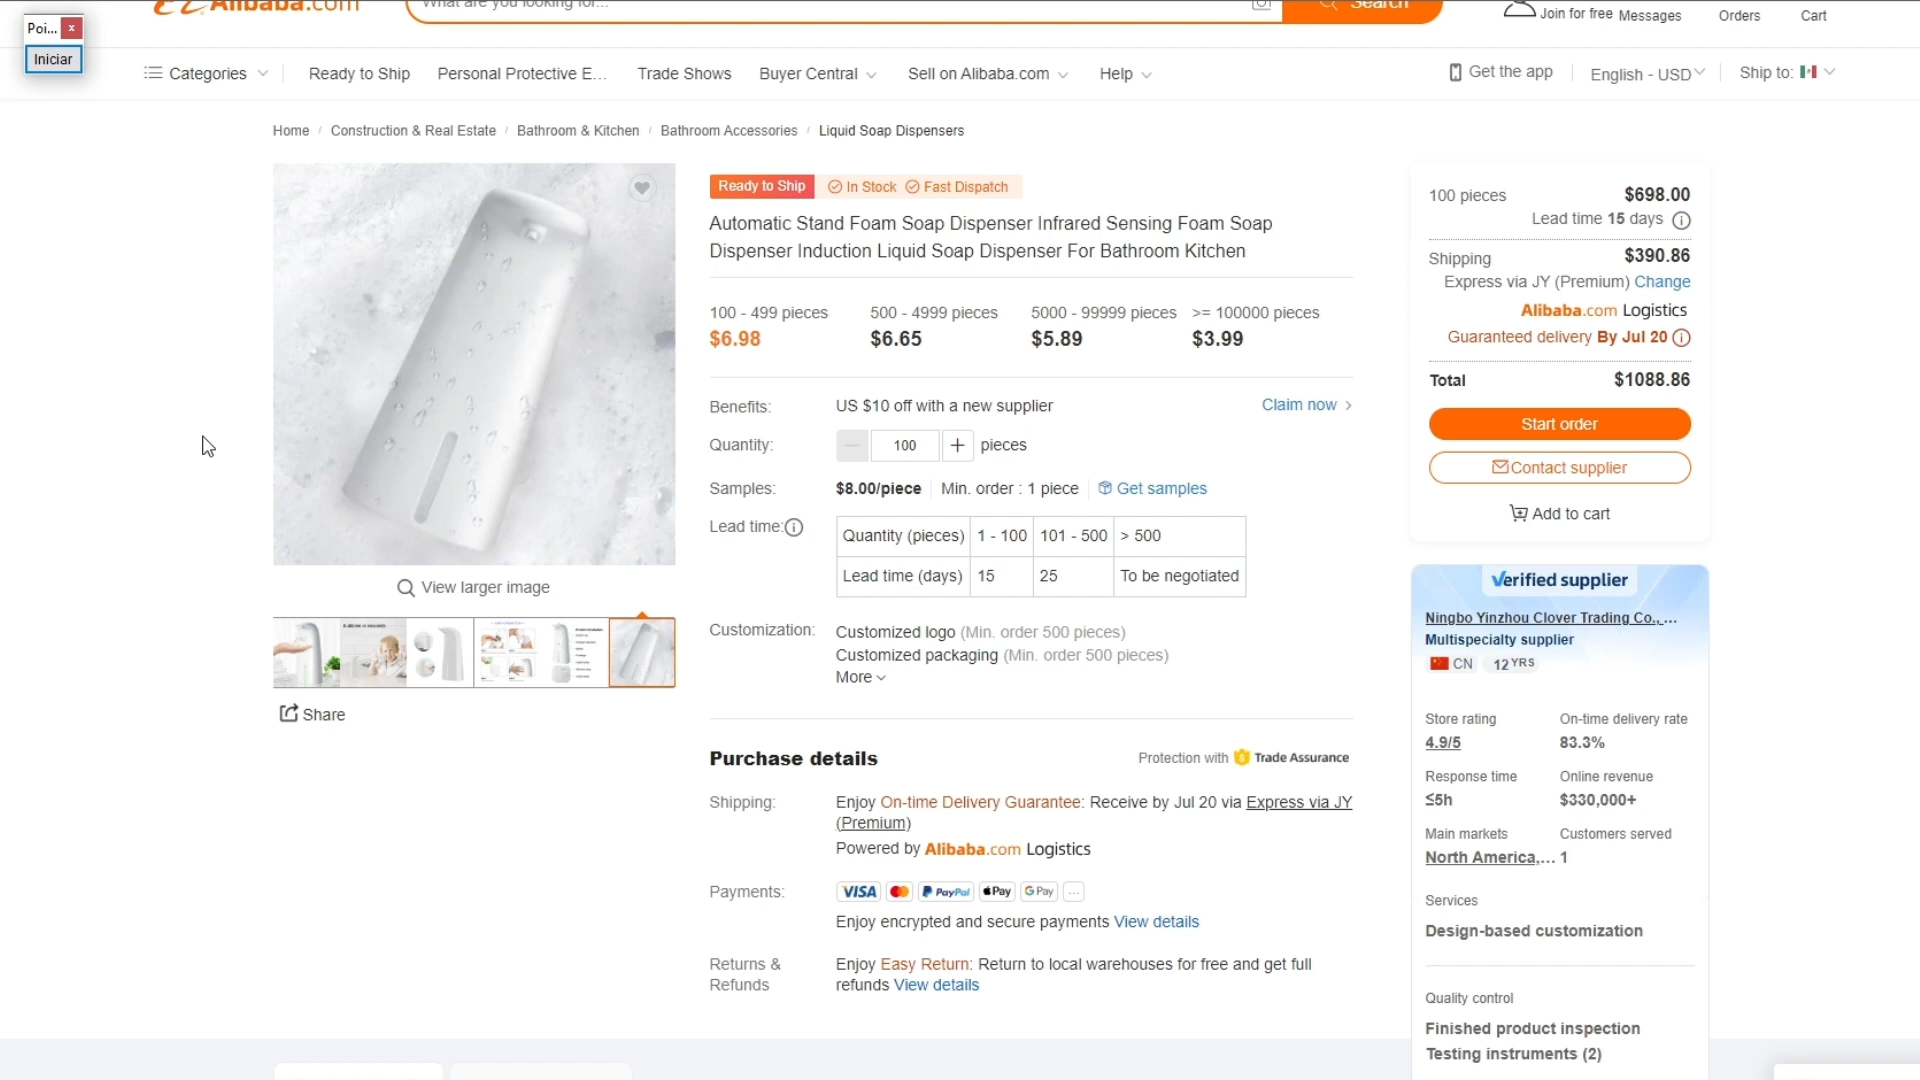 Alibaba.com
What are you looking for...
Search
Join for free
Messages
Orders
Cart
Poi...
x
Iniciar
Categories
Ready to Ship
Personal Protective E...
Trade Shows
Buyer Central
Sell on Alibaba.com
Help
Get the app
English - USD
Ship to:
Home / Construction & Real Estate / Bathroom & Kitchen / Bathroom Accessories / Liquid Soap Dispensers
Ready to Ship
In Stock
Fast Dispatch
Automatic Stand Foam Soap Dispenser Infrared Sensing Foam Soap
Dispenser Induction Liquid Soap Dispenser For Bathroom Kitchen
100 - 499 pieces
500 - 4999 pieces
5000 - 99999 pieces
>= 100000 pieces
$6.98
$6.65
$5.89
$3.99
Benefits:
US $10 off with a new supplier
Claim now >
Quantity:
100
+
pieces
Samples:
$8.00/piece
Min. order : 1 piece
Get samples
Lead time:
Quantity (pieces)
1 - 100
101 - 500
> 500
Lead time (days)
15
25
To be negotiated
Customization:
Customized logo (Min. order 500 pieces)
Customized packaging (Min. order 500 pieces)
More
View larger image
Share
Purchase details
Protection with Trade Assurance
Shipping:
Enjoy On-time Delivery Guarantee: Receive by Jul 20 via Express via JY
(Premium)
Powered by Alibaba.com Logistics
Payments:
VISA
PayPal
Pay
G Pay
...
Enjoy encrypted and secure payments View details
Returns &
Refunds
Enjoy Easy Return: Return to local warehouses for free and get full
refunds View details
100 pieces
$698.00
Lead time 15 days
Shipping
$390.86
Express via JY (Premium) Change
Alibaba.com Logistics
Guaranteed delivery By Jul 20
Total
$1088.86
Start order
Contact supplier
Add to cart
Verified supplier
Ningbo Yinzhou Clover Trading Co.,...
Multispecialty supplier
CN
12 YRS
Store rating
On-time delivery rate
4.9/5
83.3%
Response time
Online revenue
≤5h
$330,000+
Main markets
Customers served
North America,...
1
Services
Design-based customization
Quality control
Finished product inspection
Testing instruments (2)